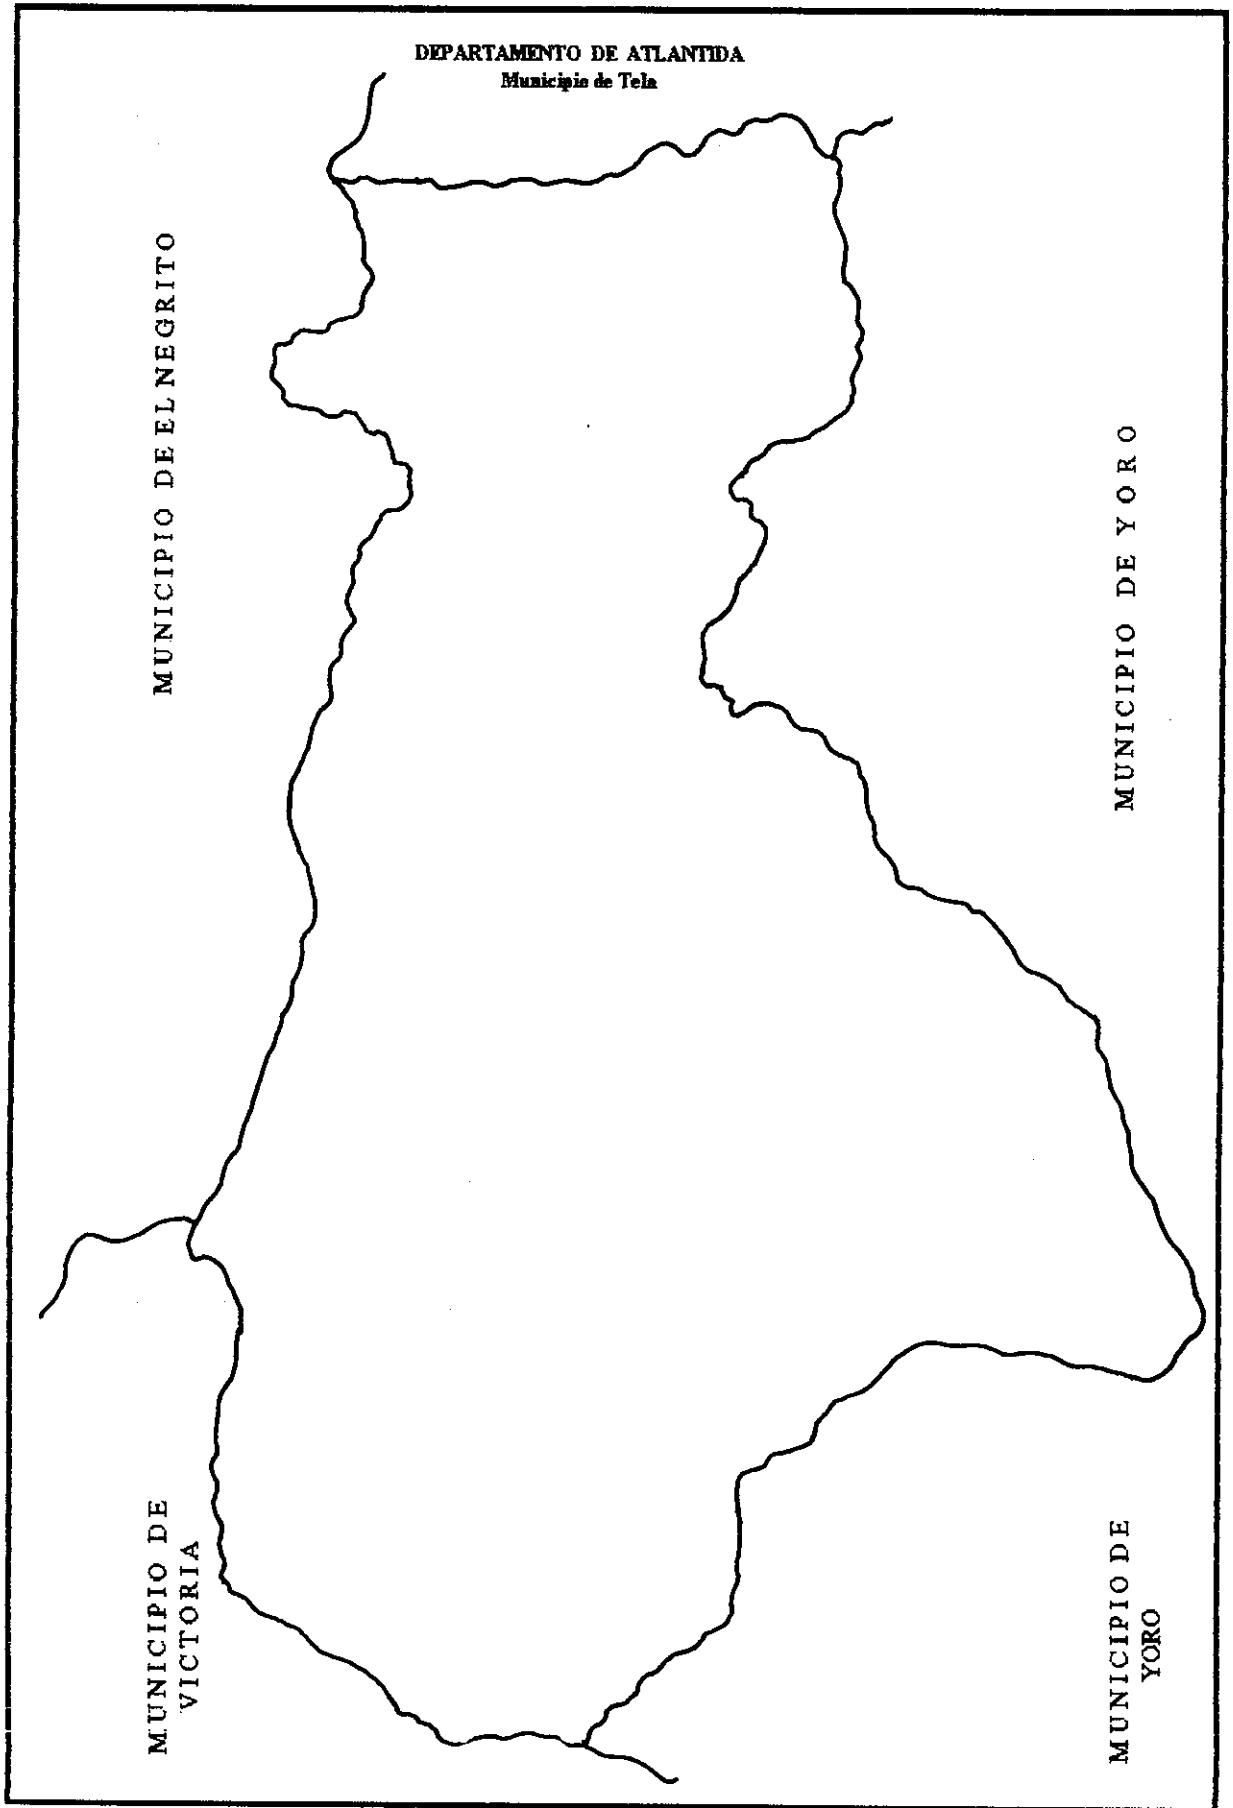 DEPARTAMENTO DE ATLANTIDA
Municipio de Tela
MUNICIPIO DE EL NEGRITO
MUNICIPIO DE YORO
MUNICIPIO DE
VICTORIA
MUNICIPIO DE
YORO